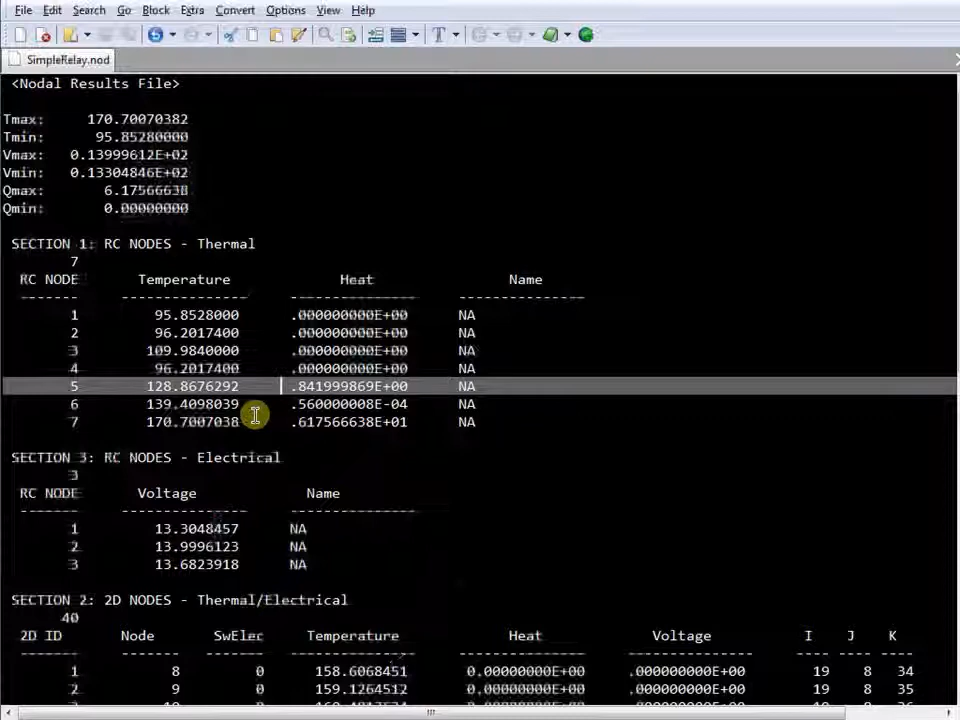 File Edit Search Go Block Extra Convert Options View Help
SimpleRelay.nod
<Nodal Results File>
Tmax: 170.70070382
Tmin: 95.85280000
Vmax: 0.13999612E+02
Vmin: 0.13304846E+02
Qmax: 6.17566638
Qmin: 0.00000000
SECTION 1: RC NODES - Thermal
7
RC NODE Temperature Heat Name
------- --------------- --------------- ---------------
1 95.8528000 .000000000E+00 NA
2 96.2017400 .000000000E+00 NA
3 109.9840000 .000000000E+00 NA
4 96.2017400 .000000000E+00 NA
5 128.8676292 .841999869E+00 NA
6 139.4098039 .560000008E-04 NA
7 170.7007038 .617566638E+01 NA
SECTION 3: RC NODES - Electrical
3
RC NODE Voltage Name
------- --------------- ---------------
1 13.3048457 NA
2 13.9996123 NA
3 13.6823918 NA
SECTION 2: 2D NODES - Thermal/Electrical
40
2D ID Node SwElec Temperature Heat Voltage I J K
------- ------- ------- --------------- --------------- --------------- ---- ---- ----
1 8 0 158.6068451 0.00000000E+00 .000000000E+00 19 8 34
2 9 0 159.1264512 0.00000000E+00 .000000000E+00 19 8 35